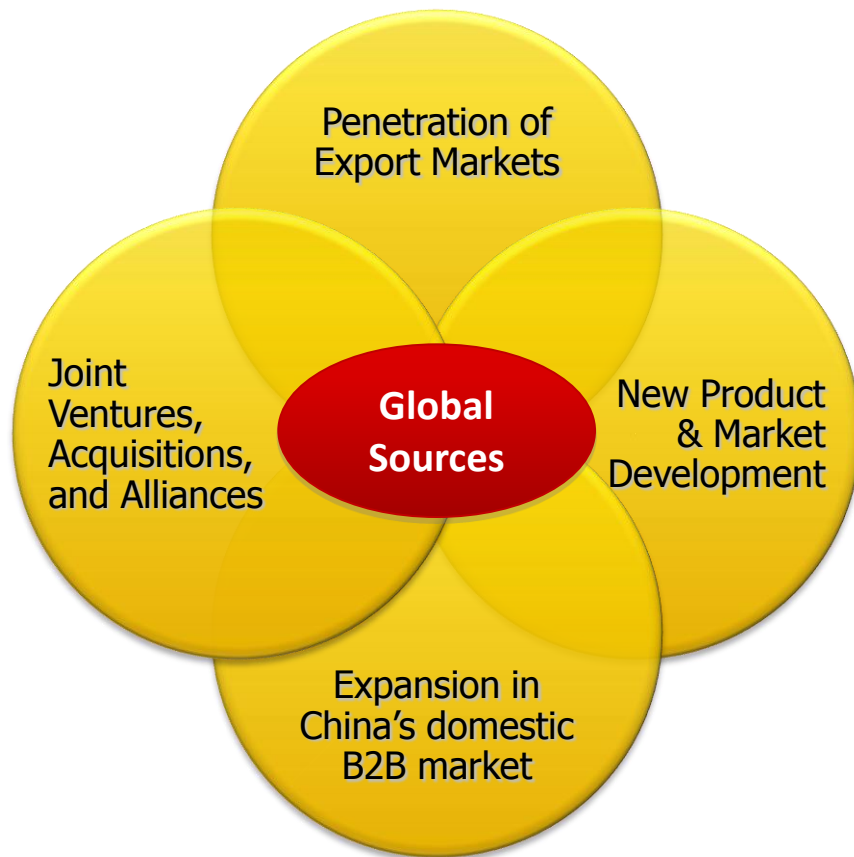 Penetration of
Export Markets
Joint
Ventures,
Acquisitions,
and Alliances
Global
Sources
New Product
& Market
Development
Expansion in
China’s domestic
B2B market